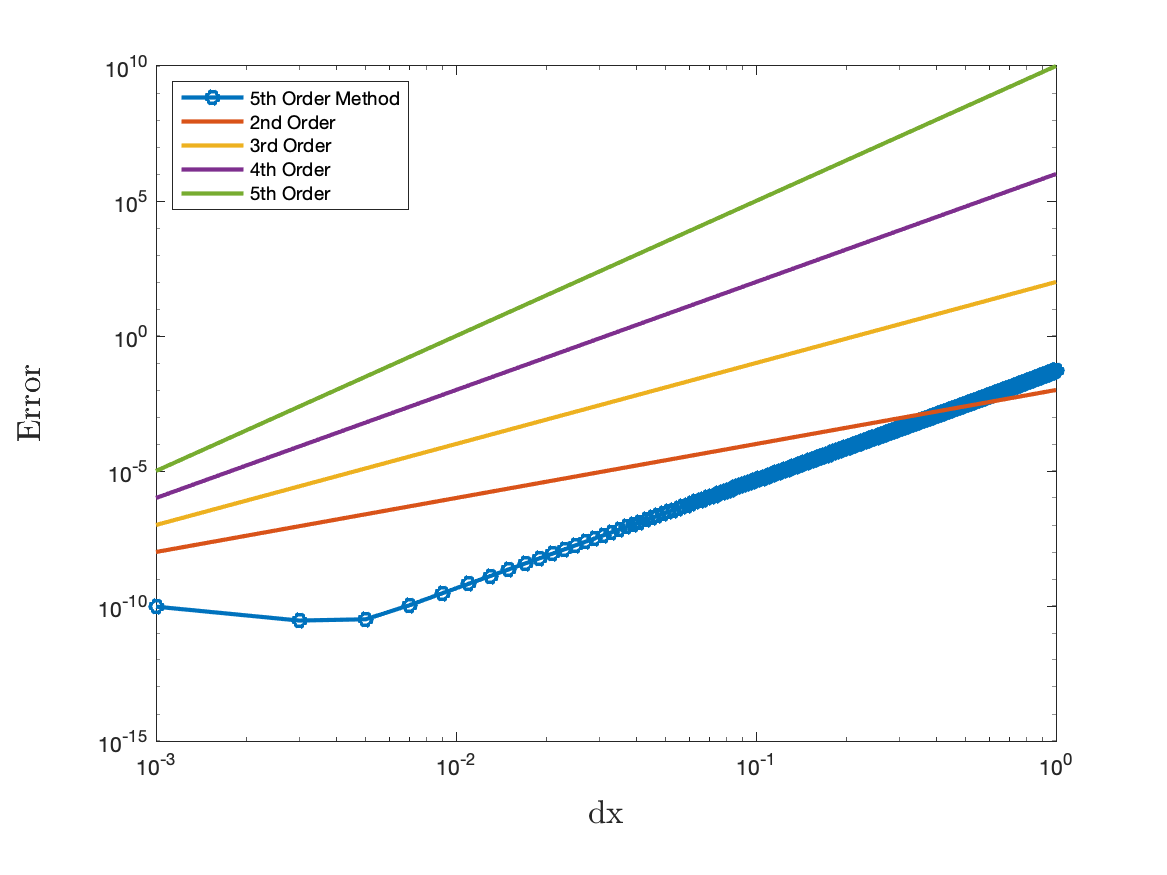 10^10
10^5
10^0
10^-5
10^-10
10^-15
Error
5th Order Method
2nd Order
3rd Order
4th Order
5th Order
10^-3
10^-2
10^-1
10^0
dx